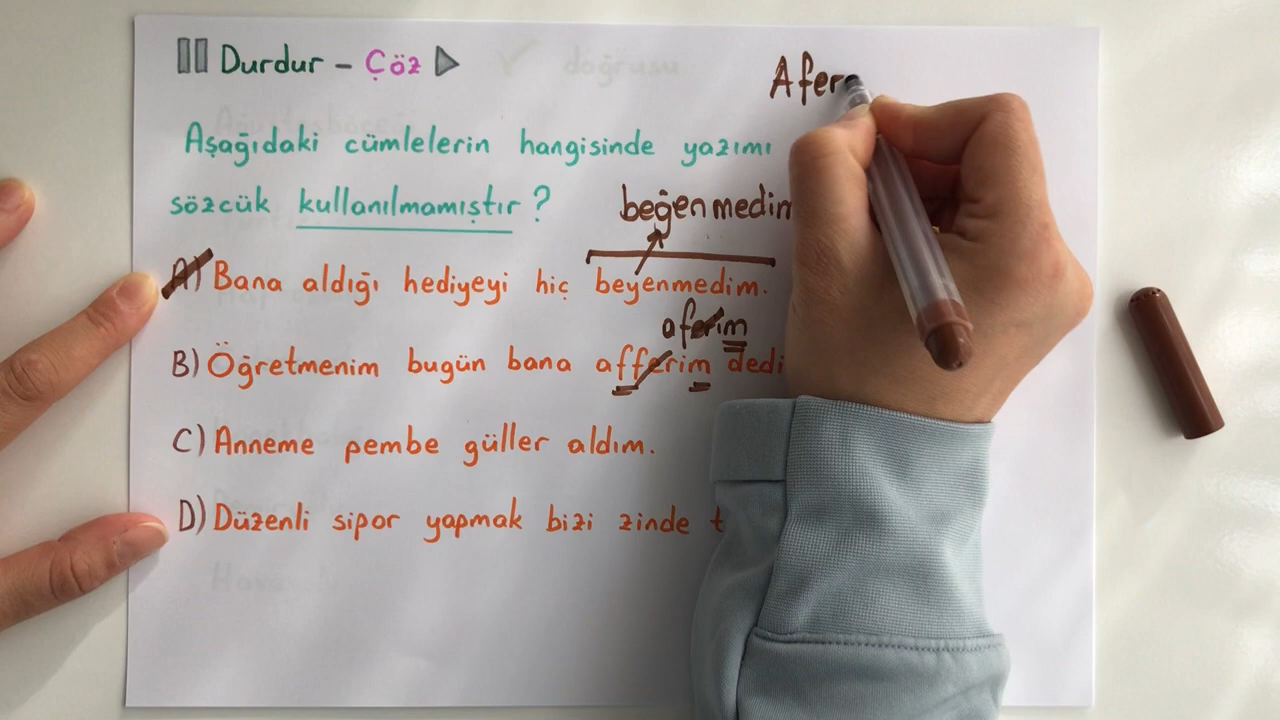 Durdur - Çöz
Afer
Aşağıdaki cümlelerin hangisinde yazımı
sözcük kullanılmamıştır?
beğenmedim
A) Bana aldığı hediyeyi hiç beyenmedim.
aferim
B) Öğretmenim bugün bana afferim dedi
C) Anneme pembe güller aldım.
D) Düzenli sipor yapmak bizi zinde t